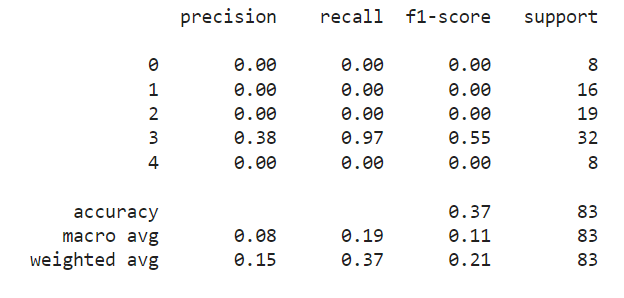 precision recall f1-score support
0 0.00 0.00 0.00 8
1 0.00 0.00 0.00 16
2 0.00 0.00 0.00 19
3 0.38 0.97 0.55 32
4 0.00 0.00 0.00 8
accuracy 0.37 83
macro avg 0.08 0.19 0.11 83
weighted avg 0.15 0.37 0.21 83